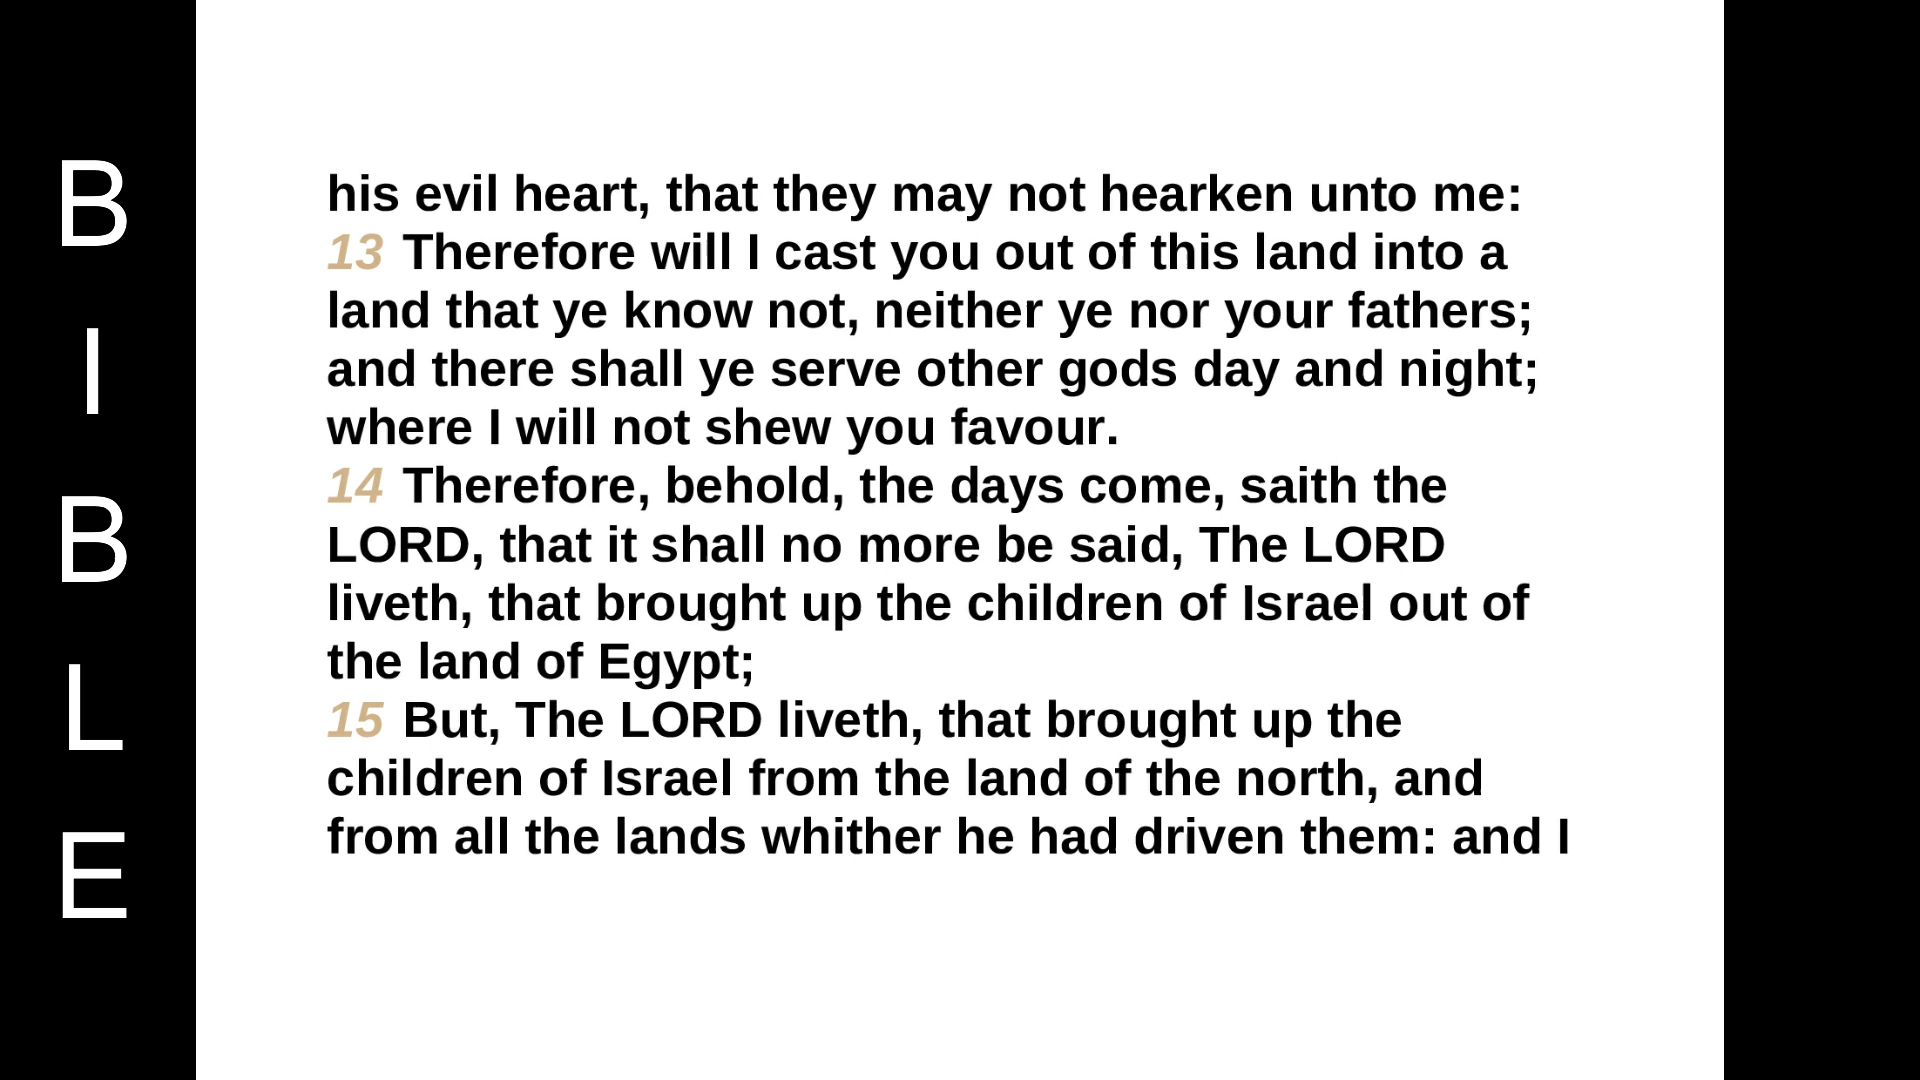 BIBLE
his evil heart, that they may not hearken unto me:
13 Therefore will I cast you out of this land into a
land that ye know not, neither ye nor your fathers;
and there shall ye serve other gods day and night;
where I will not shew you favour.
14 Therefore, behold, the days come, saith the
LORD, that it shall no more be said, The LORD
liveth, that brought up the children of Israel out of
the land of Egypt;
15 But, The LORD liveth, that brought up the
children of Israel from the land of the north, and
from all the lands whither he had driven them: and I